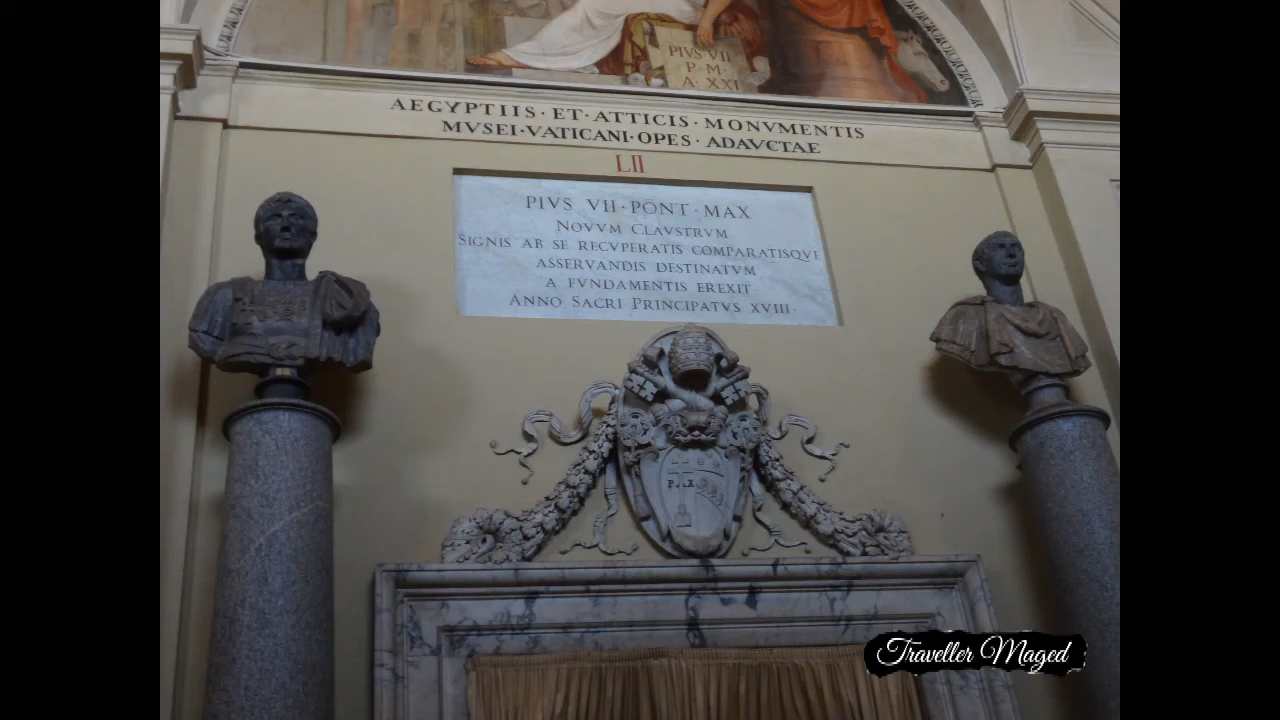 PIVS VII
P · M
A · XXI
AEGYPTIIS · ET · ATTICIS · MONVMENTIS
MVSEI · VATICANI · OPES · ADAVCTAE
LII
PIVS VII · PONT · MAX
NOVVM CLAVSTRVM
SIGNIS AB SE RECVPERATIS COMPARATISQVE
ASSERVANDIS DESTINATVM
A FVNDAMENTIS EREXIT
ANNO SACRI PRINCIPATVS XVIII ·
PAX
Traveller Maged